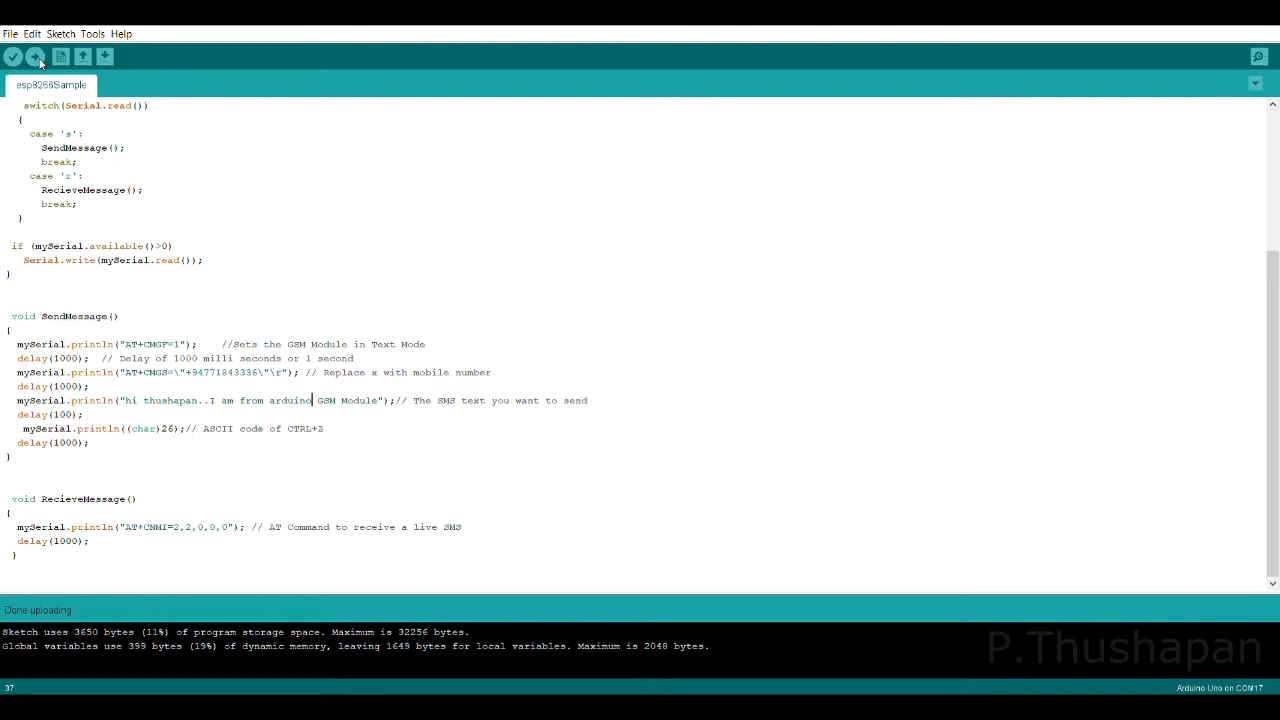 File Edit Sketch Tools Help
esp8266Sample
switch(Serial.read())
{
case 's':
SendMessage();
break;
case 'r':
RecieveMessage();
break;
}
if (mySerial.available()>0)
Serial.write(mySerial.read());
}
void SendMessage()
{
mySerial.println("AT+CMGF=1"); //Sets the GSM Module in Text Mode
delay(1000); // Delay of 1000 milli seconds or 1 second
mySerial.println("AT+CMGS=\"+94771843336\"\r"); // Replace x with mobile number
delay(1000);
mySerial.println("hi thushapan..I am from arduino GSM Module");// The SMS text you want to send
delay(100);
mySerial.println((char)26);// ASCII code of CTRL+Z
delay(1000);
}
void RecieveMessage()
{
mySerial.println("AT+CNMI=2,2,0,0,0"); // AT Command to receive a live SMS
delay(1000);
}
Done uploading.
Sketch uses 3650 bytes (11%) of program storage space. Maximum is 32256 bytes.
Global variables use 399 bytes (19%) of dynamic memory, leaving 1649 bytes for local variables. Maximum is 2048 bytes.
P.Thushapan
37 Arduino Uno on COM17